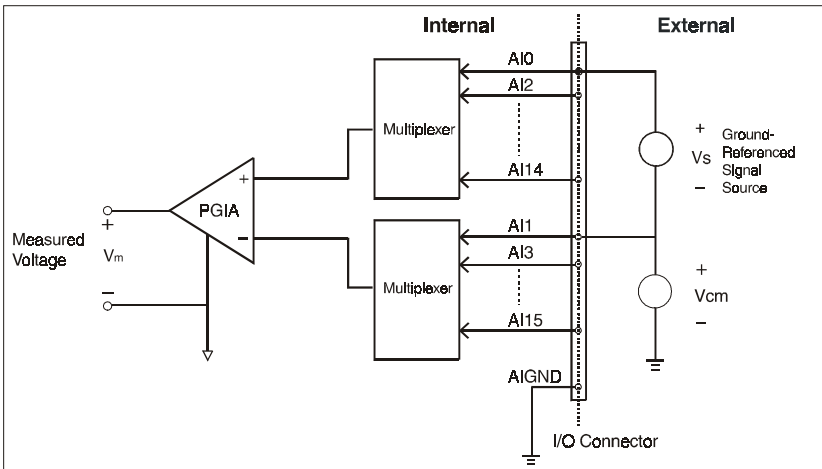 Internal
External
AI0
AI2
Multiplexer
AI14
+
PGIA
−
AI1
AI3
Multiplexer
AI15
AIGND
I/O Connector
Measured
Voltage
+
Vm
−
+
Vs
−
Ground-
Referenced
Signal
Source
+
Vcm
−